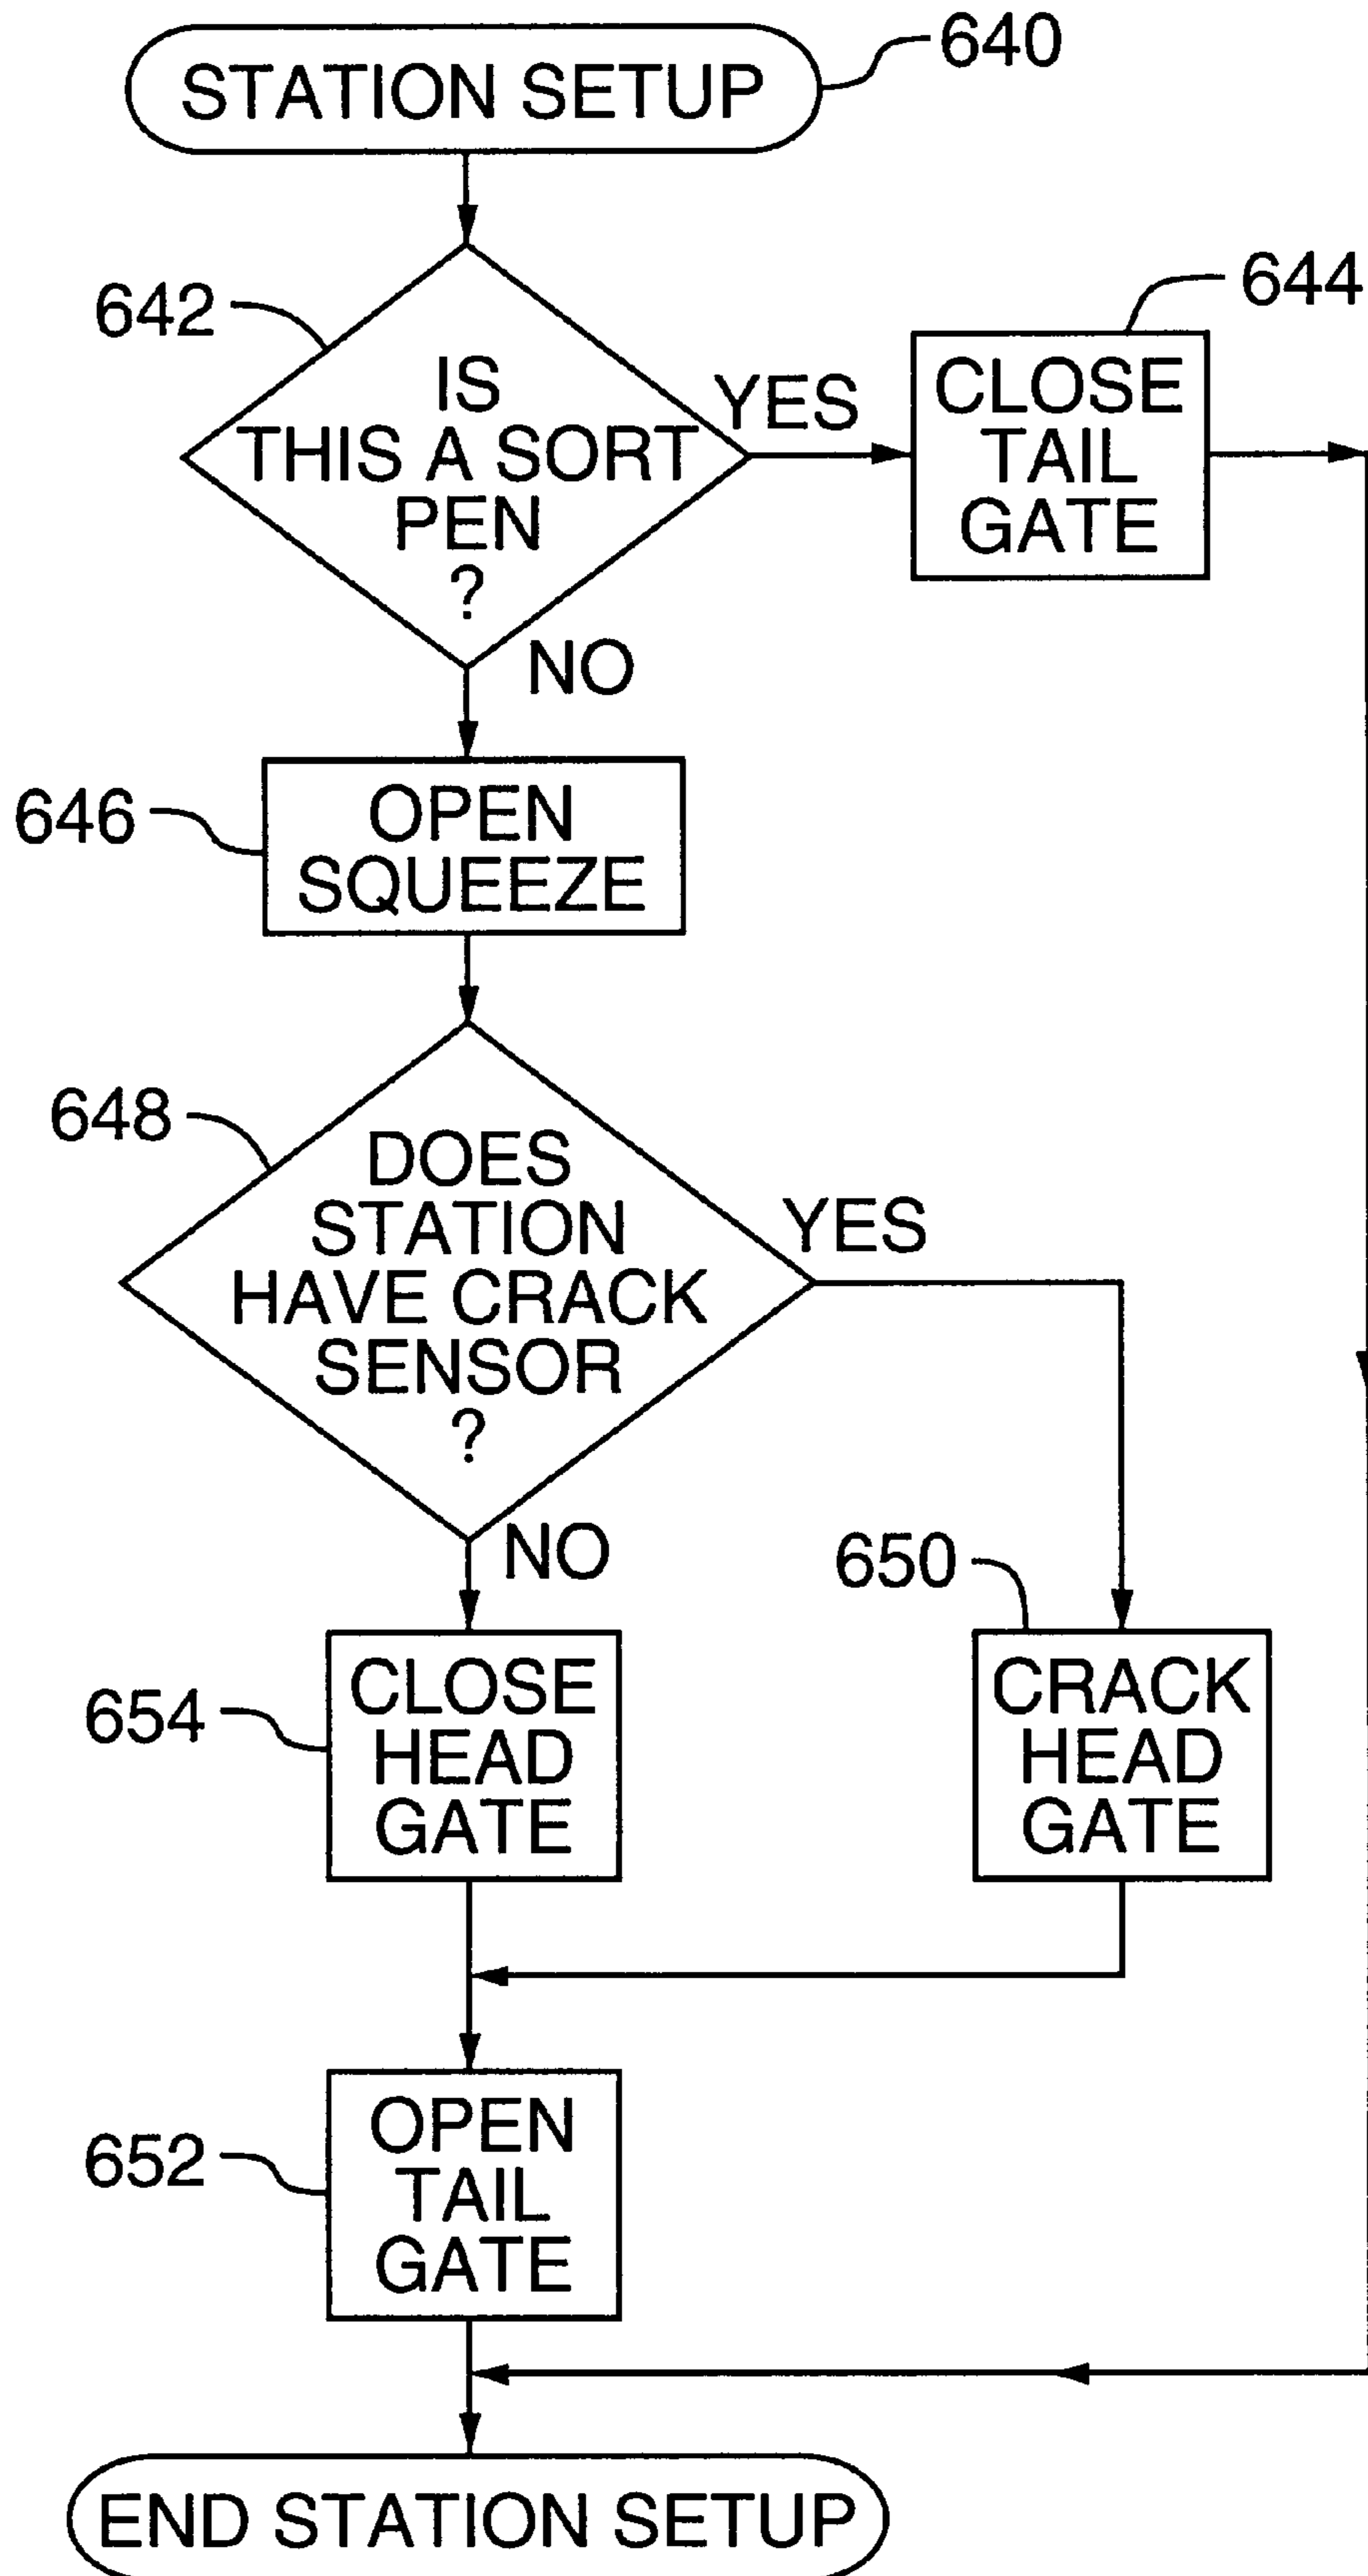 STATION SETUP
640
642
IS
THIS A SORT
PEN
?
YES
644
CLOSE
TAIL
GATE
NO
646
OPEN
SQUEEZE
648
DOES
STATION
HAVE CRACK
SENSOR
?
YES
NO
650
654
CLOSE
HEAD
GATE
CRACK
HEAD
GATE
652
OPEN
TAIL
GATE
END STATION SETUP